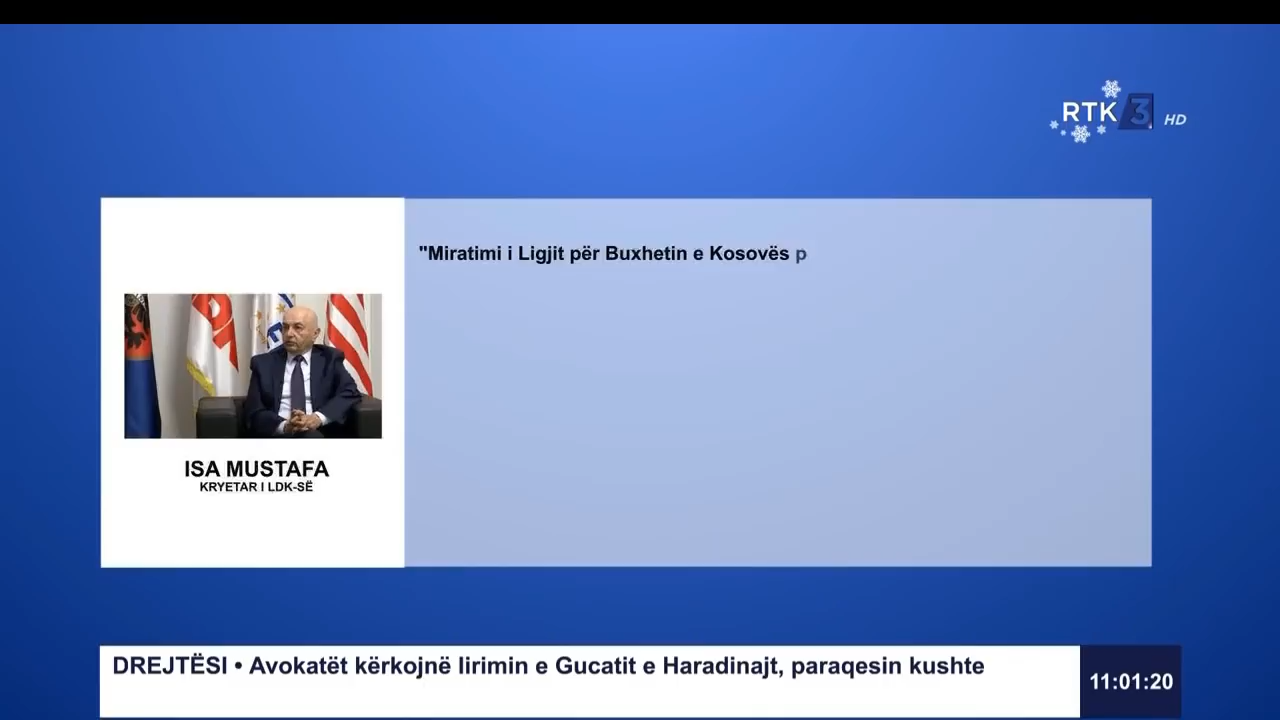 RTK 3 HD
"Miratimi i Ligjit për Buxhetin e Kosovës p
ISA MUSTAFA
KRYETAR I LDK-SË
DREJTËSI • Avokatët kërkojnë lirimin e Gucatit e Haradinajt, paraqesin kushte
11:01:20